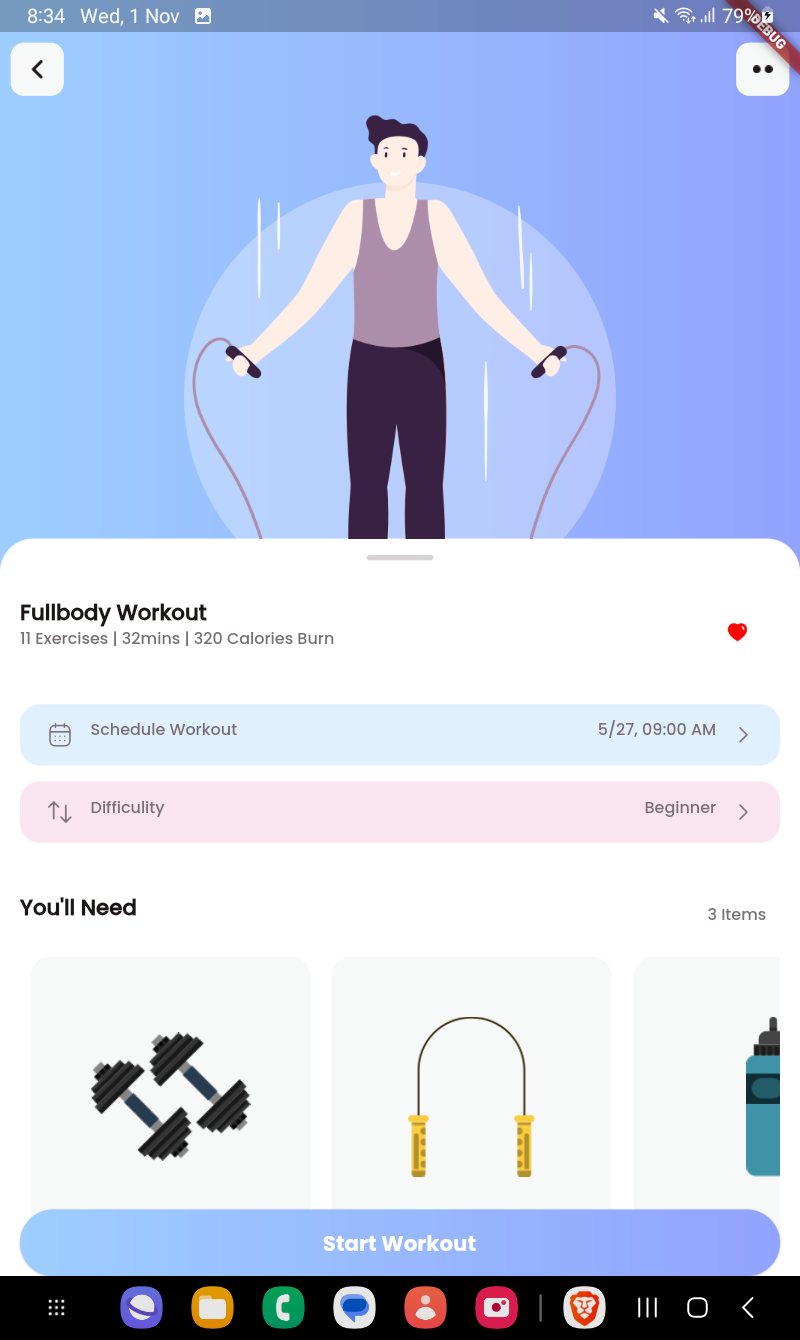 8:34 Wed, 1 Nov 79%
DEBUG
Fullbody Workout
11 Exercises | 32mins | 320 Calories Burn
Schedule Workout 5/27, 09:00 AM
Difficulity Beginner
You'll Need 3 Items
Start Workout